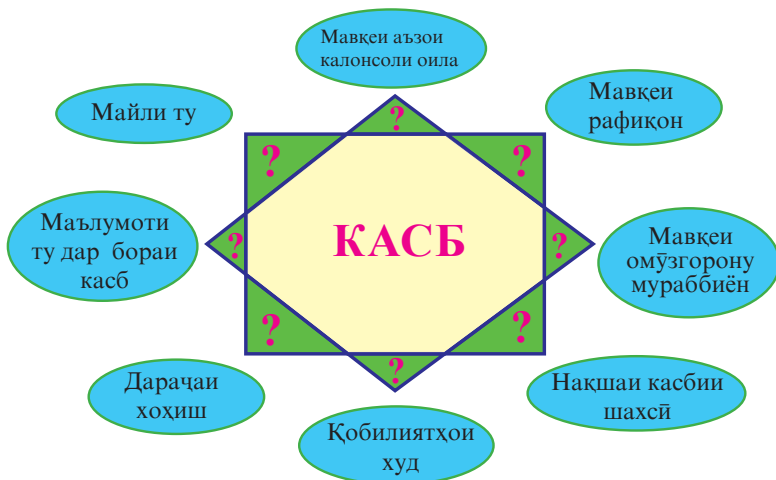 Мавқеи аъзои
калонсоли оила
Майли ту
Мавқеи
рафиқон
?
?
?
Маълумоти
ту дар бораи
касб
?
КАСБ
?
Мавқеи
омӯзгорону
мураббиён
?
?
?
Дараҷаи
хоҳиш
Қобилиятҳои
худ
Нақшаи касбии
шахсӣ